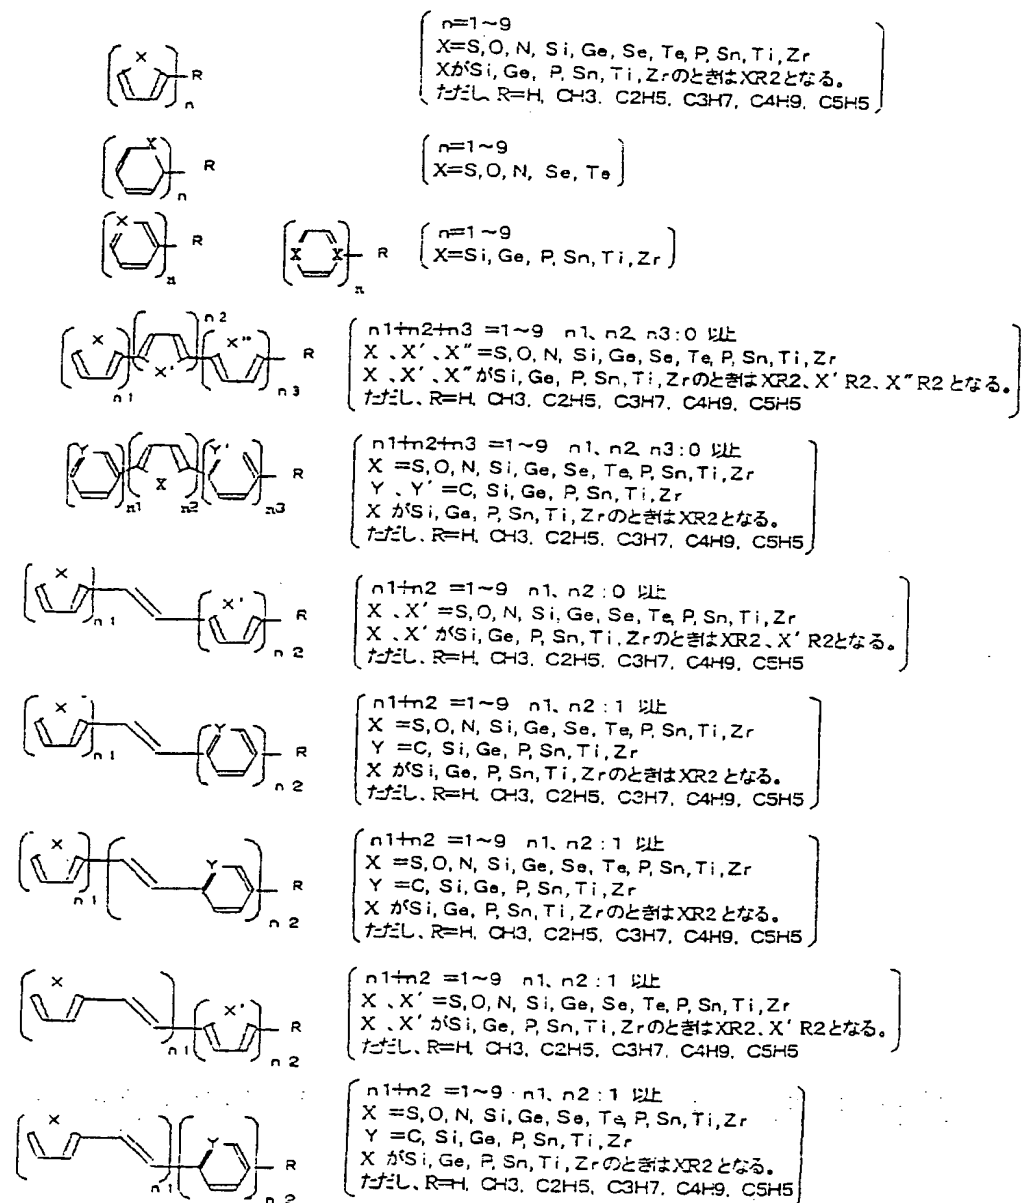 n=1~9
X=S,O,N,Si,Ge,Se,Te,P,Sn,Ti,Zr
XがSi,Ge,P,Sn,Ti,ZrのときはXR2となる。
ただし、R=H, CH3, C2H5, C3H7, C4H9, C5H5
X
R
n
n=1~9
X=S,O,N,Se,Te
X
R
n
n=1~9
X=Si,Ge,P,Sn,Ti,Zr
X
R
n
X X
R
n
n1+n2+n3 =1~9 n1、n2, n3:0 以上
X 、X′、X″=S,O,N,Si,Ge,Se,Te,P,Sn,Ti,Zr
X 、X′、X″がSi,Ge,P,Sn,Ti,ZrのときはXR2、X′R2、X″R2となる。
ただし、R=H, CH3, C2H5, C3H7, C4H9, C5H5
X X′ X″ R
n1 n2 n3
n1+n2+n3 =1~9 n1、n2, n3:0 以上
X =S,O,N,Si,Ge,Se,Te,P,Sn,Ti,Zr
Y 、Y′=C,Si,Ge,P,Sn,Ti,Zr
X がSi,Ge,P,Sn,Ti,ZrのときはXR2となる。
ただし、R=H, CH3, C2H5, C3H7, C4H9, C5H5
Y X Y′ R
n1 n2 n3
n1+n2 =1~9 n1、n2:0 以上
X 、X′=S,O,N,Si,Ge,Se,Te,P,Sn,Ti,Zr
X 、X′がSi,Ge,P,Sn,Ti,ZrのときはXR2、X′R2となる。
ただし、R=H, CH3, C2H5, C3H7, C4H9, C5H5
X X′ R
n1 n2
n1+n2 =1~9 n1、n2:1 以上
X =S,O,N,Si,Ge,Se,Te,P,Sn,Ti,Zr
Y =C,Si,Ge,P,Sn,Ti,Zr
X がSi,Ge,P,Sn,Ti,ZrのときはXR2となる。
ただし、R=H, CH3, C2H5, C3H7, C4H9, C5H5
X Y R
n1 n2
n1+n2 =1~9 n1、n2:1 以上
X =S,O,N,Si,Ge,Se,Te,P,Sn,Ti,Zr
Y =C,Si,Ge,P,Sn,Ti,Zr
X がSi,Ge,P,Sn,Ti,ZrのときはXR2となる。
ただし、R=H, CH3, C2H5, C3H7, C4H9, C5H5
X Y R
n1 n2
n1+n2 =1~9 n1、n2:1 以上
X 、X′=S,O,N,Si,Ge,Se,Te,P,Sn,Ti,Zr
X 、X′がSi,Ge,P,Sn,Ti,ZrのときはXR2、X′R2となる。
ただし、R=H, CH3, C2H5, C3H7, C4H9, C5H5
X X′ R
n1 n2
n1+n2 =1~9 n1、n2:1 以上
X =S,O,N,Si,Ge,Se,Te,P,Sn,Ti,Zr
Y =C,Si,Ge,P,Sn,Ti,Zr
X がSi,Ge,P,Sn,Ti,ZrのときはXR2となる。
ただし、R=H, CH3, C2H5, C3H7, C4H9, C5H5
X Y R
n1 n2